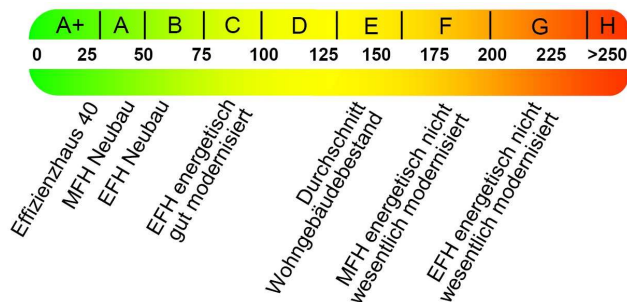 A+ A B C D E F G H
0 25 50 75 100 125 150 175 200 225 >250
Effizienzhaus 40
MFH Neubau
EFH Neubau
EFH energetisch
gut modernisiert
Durchschnitt
Wohngebäudebestand
MFH energetisch nicht
wesentlich modernisiert
EFH energetisch nicht
wesentlich modernisiert